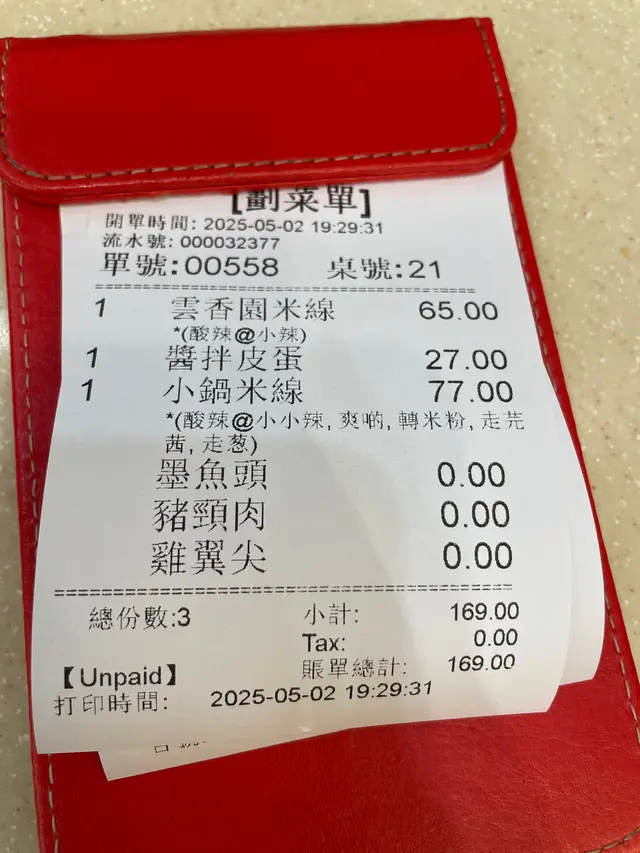 [劃菜單]
開單時間: 2025-05-02 19:29:31
流水號: 000032377
單號:00558 桌號:21
1 雲香園米線 65.00
*(酸辣@小辣)
1 醬拌皮蛋 27.00
1 小鍋米線 77.00
*(酸辣@小小辣, 爽啲, 轉米粉, 走芫
茜, 走葱)
墨魚頭 0.00
豬頸肉 0.00
雞翼尖 0.00
總份數:3 小計: 169.00
Tax: 0.00
【Unpaid】 賬單總計: 169.00
打印時間: 2025-05-02 19:29:31